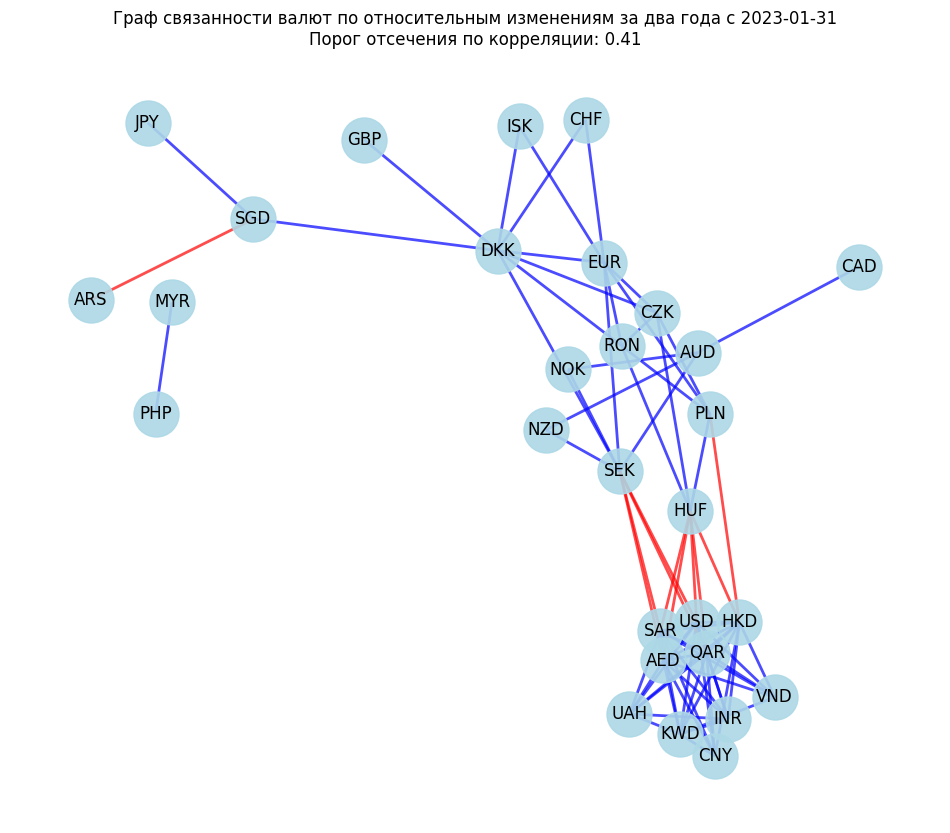 Граф связанности валют по относительным изменениям за два года с 2023-01-31
Порог отсечения по корреляции: 0.41
JPY
GBP
ISK
CHF
SGD
DKK
EUR
CAD
ARS
MYR
CZK
RON
AUD
NOK
PHP
NZD
PLN
SEK
HUF
SAR
USD
HKD
AED
QAR
UAH
VND
KWD
INR
CNY